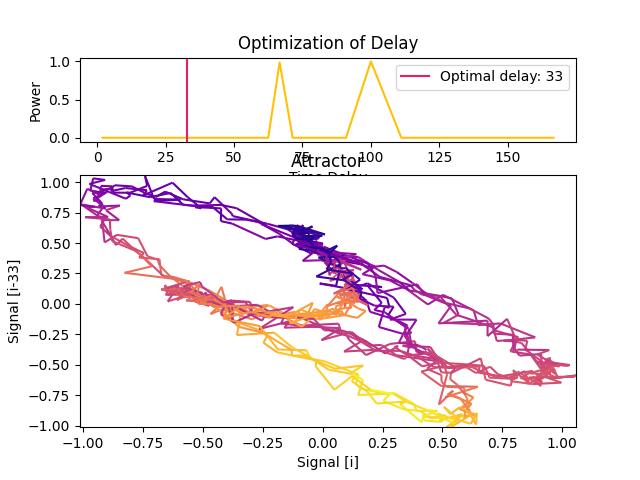 Optimization of Delay
Power
1.0
0.5
0.0
Optimal delay: 33
0 25 50 75 100 125 150
Time Delay
Attractor
Signal [i-33]
1.00
0.75
0.50
0.25
0.00
−0.25
−0.50
−0.75
−1.00
−1.00 −0.75 −0.50 −0.25 0.00 0.25 0.50 0.75 1.00
Signal [i]